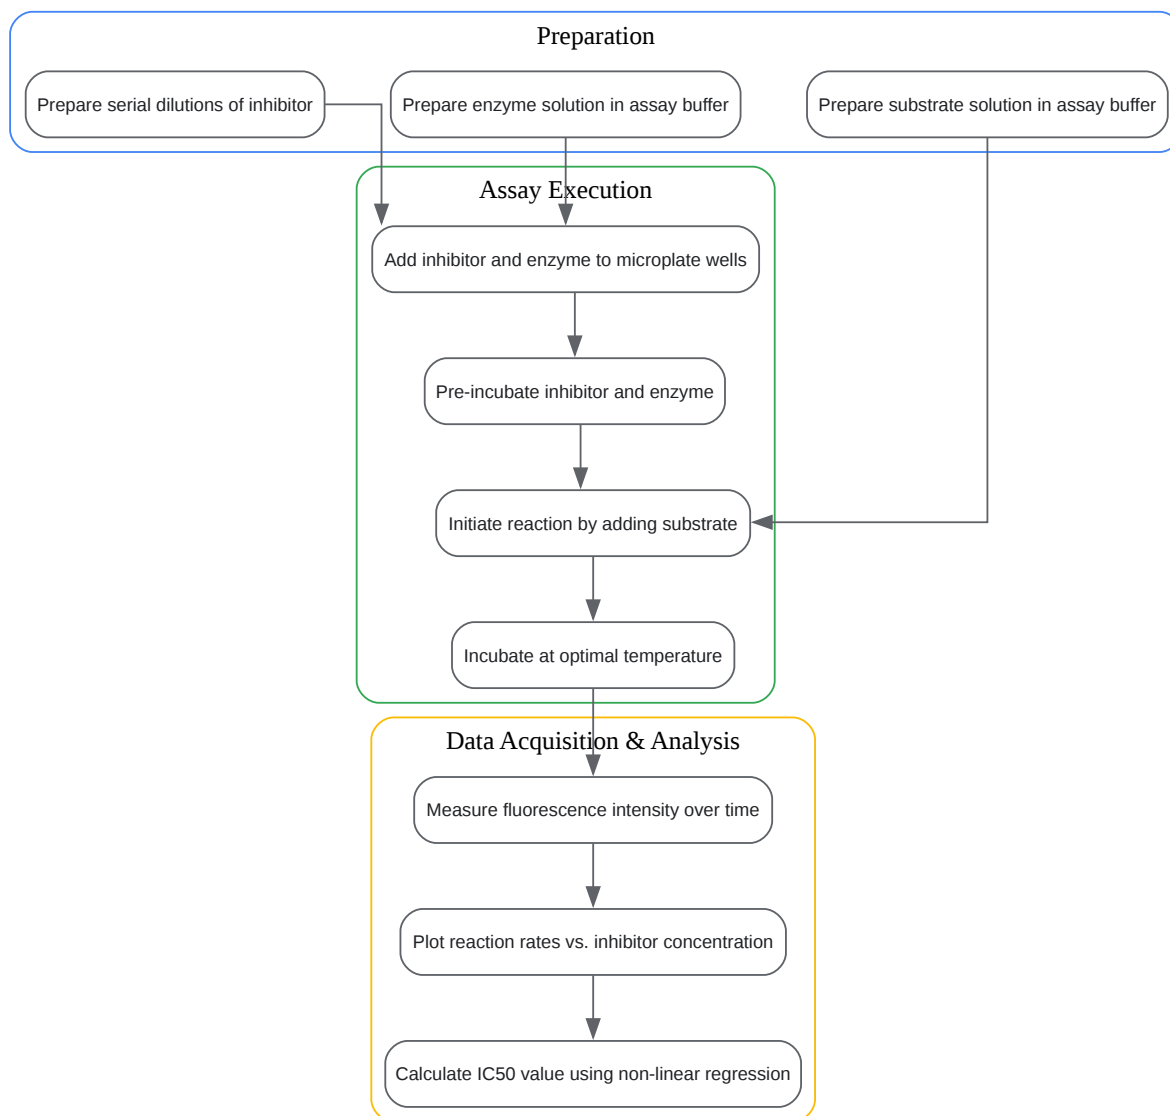 Preparation
Prepare serial dilutions of inhibitor
Prepare enzyme solution in assay buffer
Prepare substrate solution in assay buffer
Assay Execution
Add inhibitor and enzyme to microplate wells
Pre-incubate inhibitor and enzyme
Initiate reaction by adding substrate
Incubate at optimal temperature
Data Acquisition & Analysis
Measure fluorescence intensity over time
Plot reaction rates vs. inhibitor concentration
Calculate IC50 value using non-linear regression